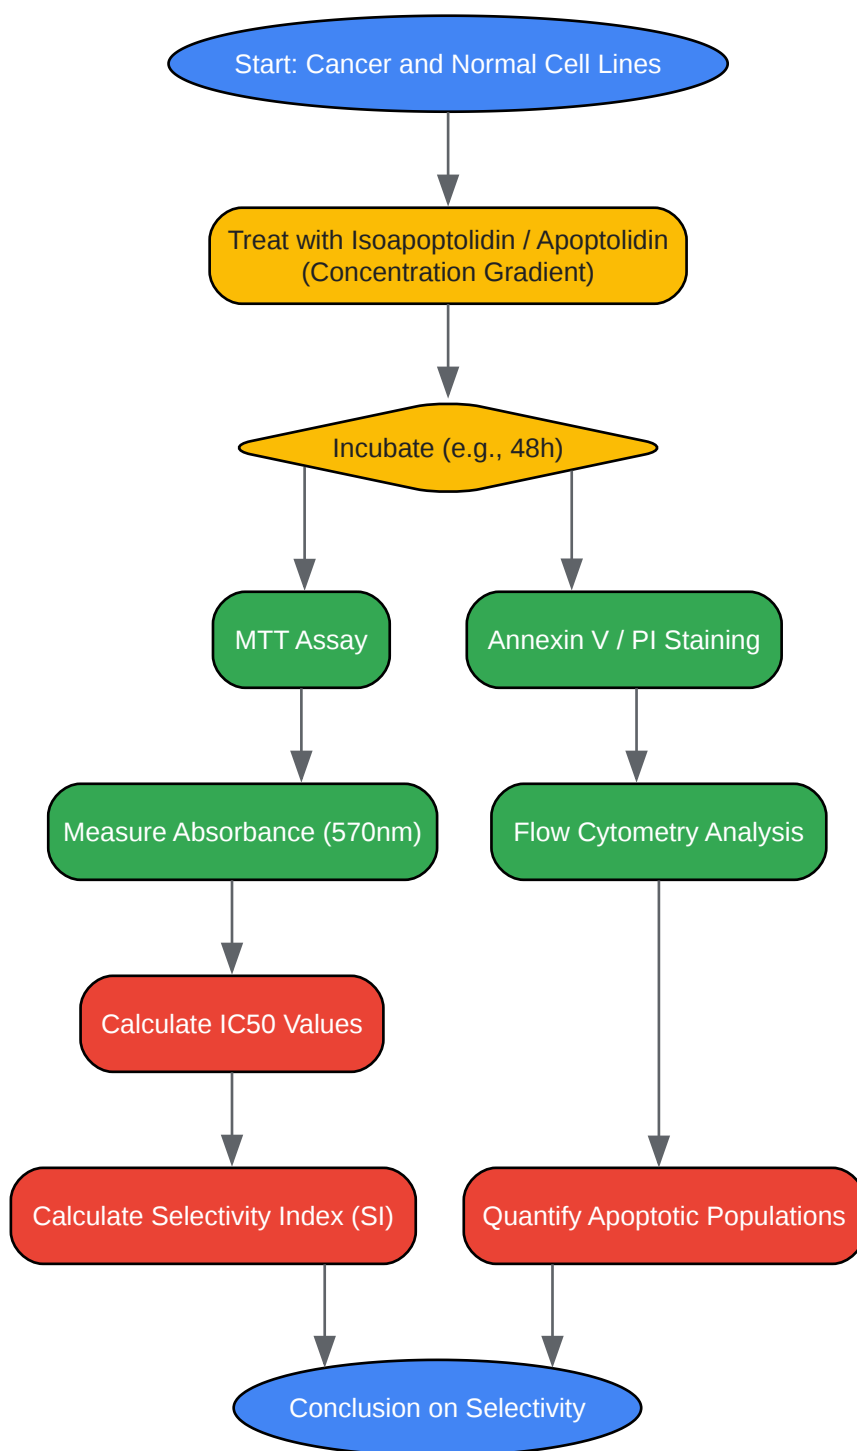 Start: Cancer and Normal Cell Lines
Treat with Isoapoptolidin / Apoptolidin
(Concentration Gradient)
Incubate (e.g., 48h)
MTT Assay
Annexin V / PI Staining
Measure Absorbance (570nm)
Flow Cytometry Analysis
Calculate IC50 Values
Calculate Selectivity Index (SI)
Quantify Apoptotic Populations
Conclusion on Selectivity